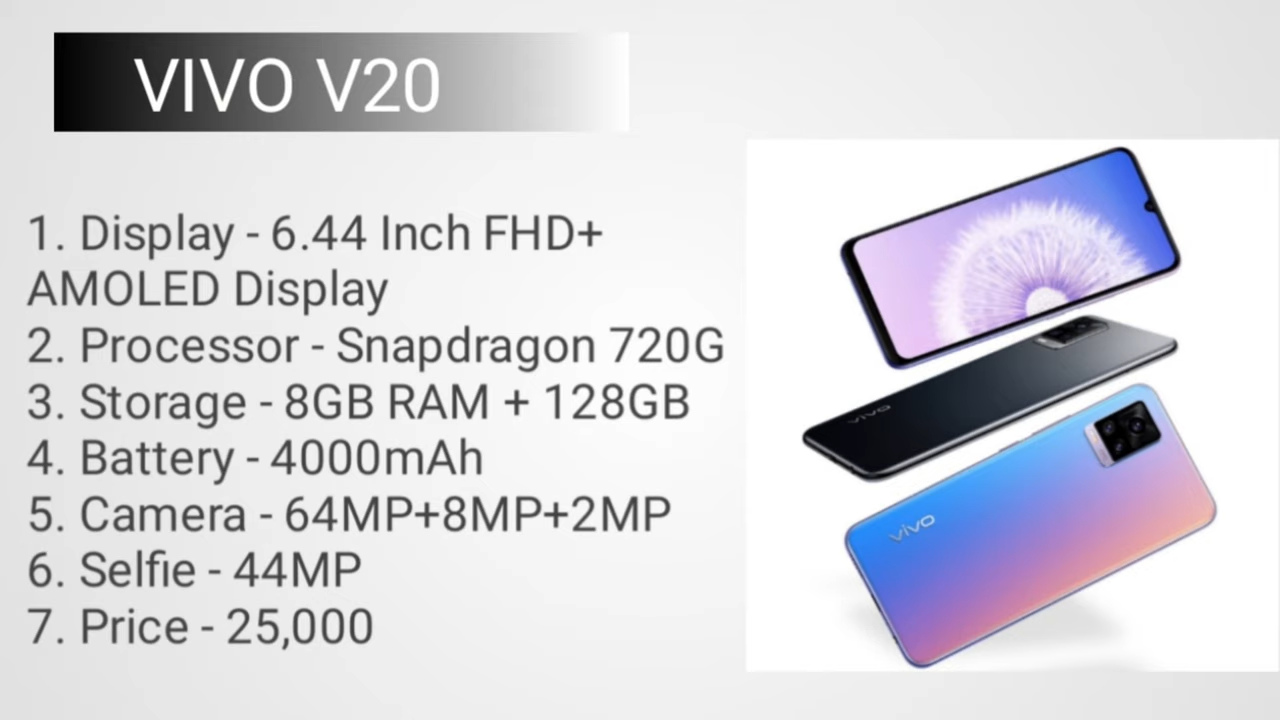 VIVO V20
1. Display - 6.44 Inch FHD+
AMOLED Display
2. Processor - Snapdragon 720G
3. Storage - 8GB RAM + 128GB
4. Battery - 4000mAh
5. Camera - 64MP+8MP+2MP
6. Selfie - 44MP
7. Price - 25,000
vivo
vivo